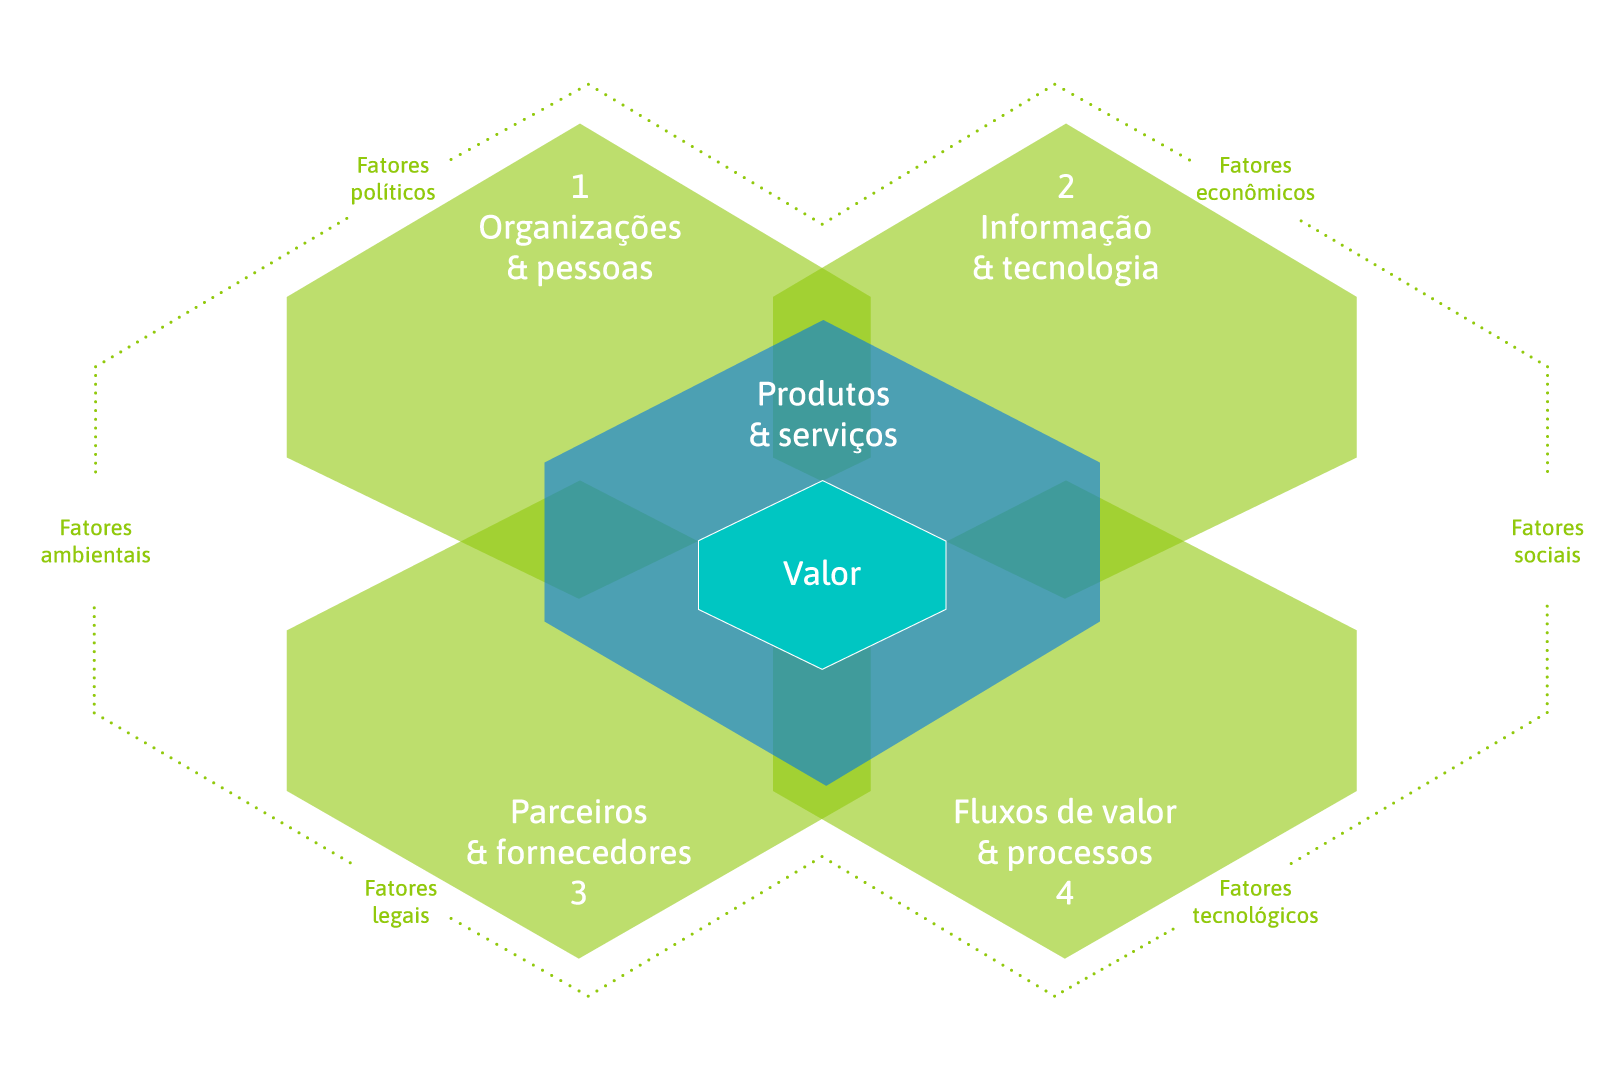 Fatores
políticos
1
Organizações
& pessoas
2
Informação
& tecnologia
Fatores
econômicos
Produtos
& serviços
Fatores
ambientais
Valor
Fatores
sociais
Parceiros
& fornecedores
3
Fluxos de valor
& processos
4
Fatores
legais
Fatores
tecnológicos